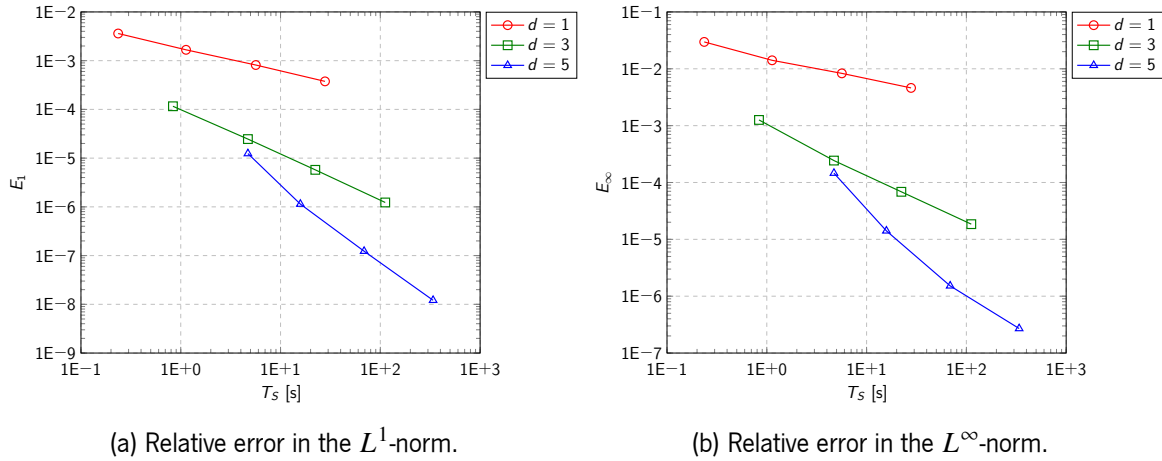 1E−2
1E−3
1E−4
1E−5
1E−6
1E−7
1E−8
1E−9
E₁
1E−1 1E+0 1E+1 1E+2 1E+3
T_S [s]
d = 1
d = 3
d = 5
(a) Relative error in the L¹-norm.
1E−1
1E−2
1E−3
1E−4
1E−5
1E−6
1E−7
E∞
1E−1 1E+0 1E+1 1E+2 1E+3
T_S [s]
d = 1
d = 3
d = 5
(b) Relative error in the L∞-norm.